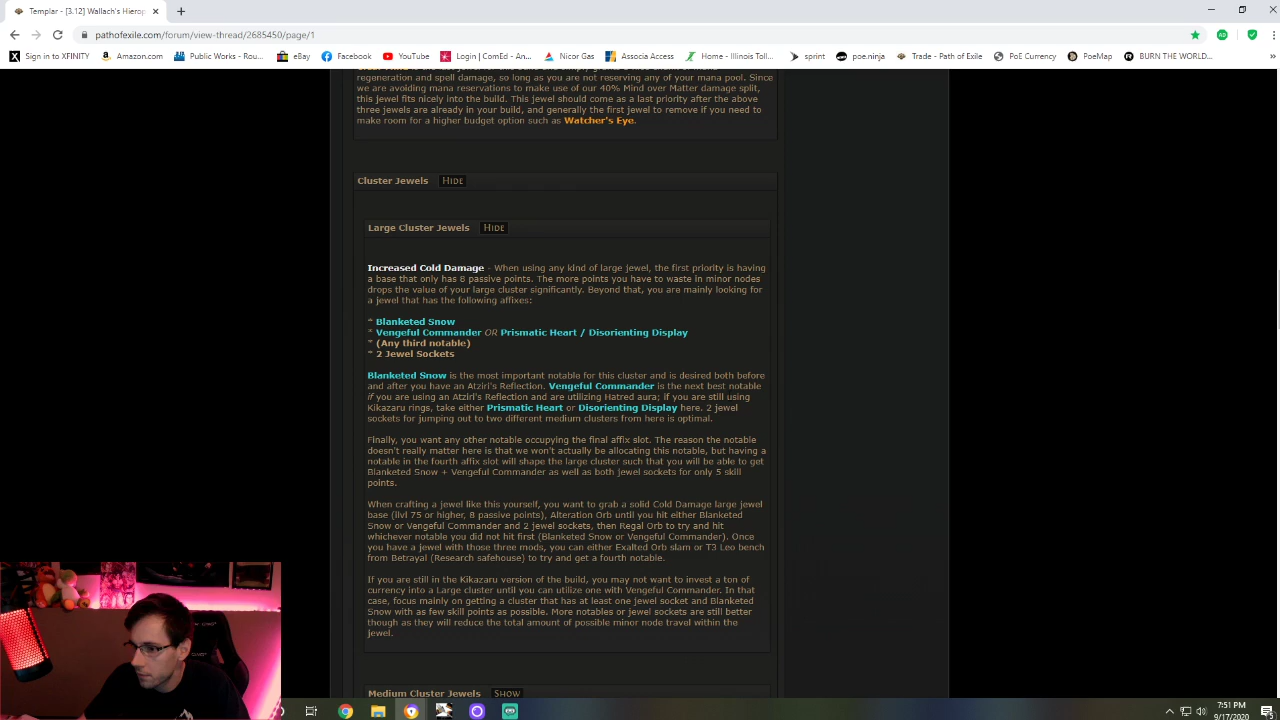 Templar - [3.12] Wallach's Hierop
pathofexile.com/forum/view-thread/2685450/page/1
Sign in to XFINITY Amazon.com Public Works - Rou... eBay Facebook YouTube Login | ComEd - An... Nicor Gas Associa Access Home - Illinois Toll... sprint poe.ninja Trade - Path of Exile PoE Currency PoeMap BURN THE WORLD... »
regeneration and spell damage, so long as you are not reserving any of your mana pool. Since
we are avoiding mana reservations to make use of our 40% Mind over Matter damage split,
this jewel fits nicely into the build. This jewel should come as a last priority after the above
three jewels are already in your build, and generally the first jewel to remove if you need to
make room for a higher budget option such as Watcher's Eye.
Cluster Jewels HIDE
Large Cluster Jewels HIDE
Increased Cold Damage - When using any kind of large jewel, the first priority is having
a base that only has 8 passive points. The more points you have to waste in minor nodes
drops the value of your large cluster significantly. Beyond that, you are mainly looking for
a jewel that has the following affixes:
* Blanketed Snow
* Vengeful Commander OR Prismatic Heart / Disorienting Display
* (Any third notable)
* 2 Jewel Sockets
Blanketed Snow is the most important notable for this cluster and is desired both before
and after you have an Atziri's Reflection. Vengeful Commander is the next best notable
if you are using an Atziri's Reflection and are utilizing Hatred aura; if you are still using
Kikazaru rings, take either Prismatic Heart or Disorienting Display here. 2 jewel
sockets for jumping out to two different medium clusters from here is optimal.
Finally, you want any other notable occupying the final affix slot. The reason the notable
doesn't really matter here is that we won't actually be allocating this notable, but having a
notable in the fourth affix slot will shape the large cluster such that you will be able to get
Blanketed Snow + Vengeful Commander as well as both jewel sockets for only 5 skill
points.
When crafting a jewel like this yourself, you want to grab a solid Cold Damage large jewel
base (ilvl 75 or higher, 8 passive points), Alteration Orb until you hit either Blanketed
Snow or Vengeful Commander and 2 jewel sockets, then Regal Orb to try and hit
whichever notable you did not hit first (Blanketed Snow or Vengeful Commander). Once
you have a jewel with those three mods, you can either Exalted Orb slam or T3 Leo bench
from Betrayal (Research safehouse) to try and get a fourth notable.
If you are still in the Kikazaru version of the build, you may not want to invest a ton of
currency into a Large cluster until you can utilize one with Vengeful Commander. In that
case, focus mainly on getting a cluster that has at least one jewel socket and Blanketed
Snow with as few skill points as possible. More notables or jewel sockets are still better
though as they will reduce the total amount of possible minor node travel within the
jewel.
Medium Cluster Jewels SHOW
7:51 PM
9/17/2020